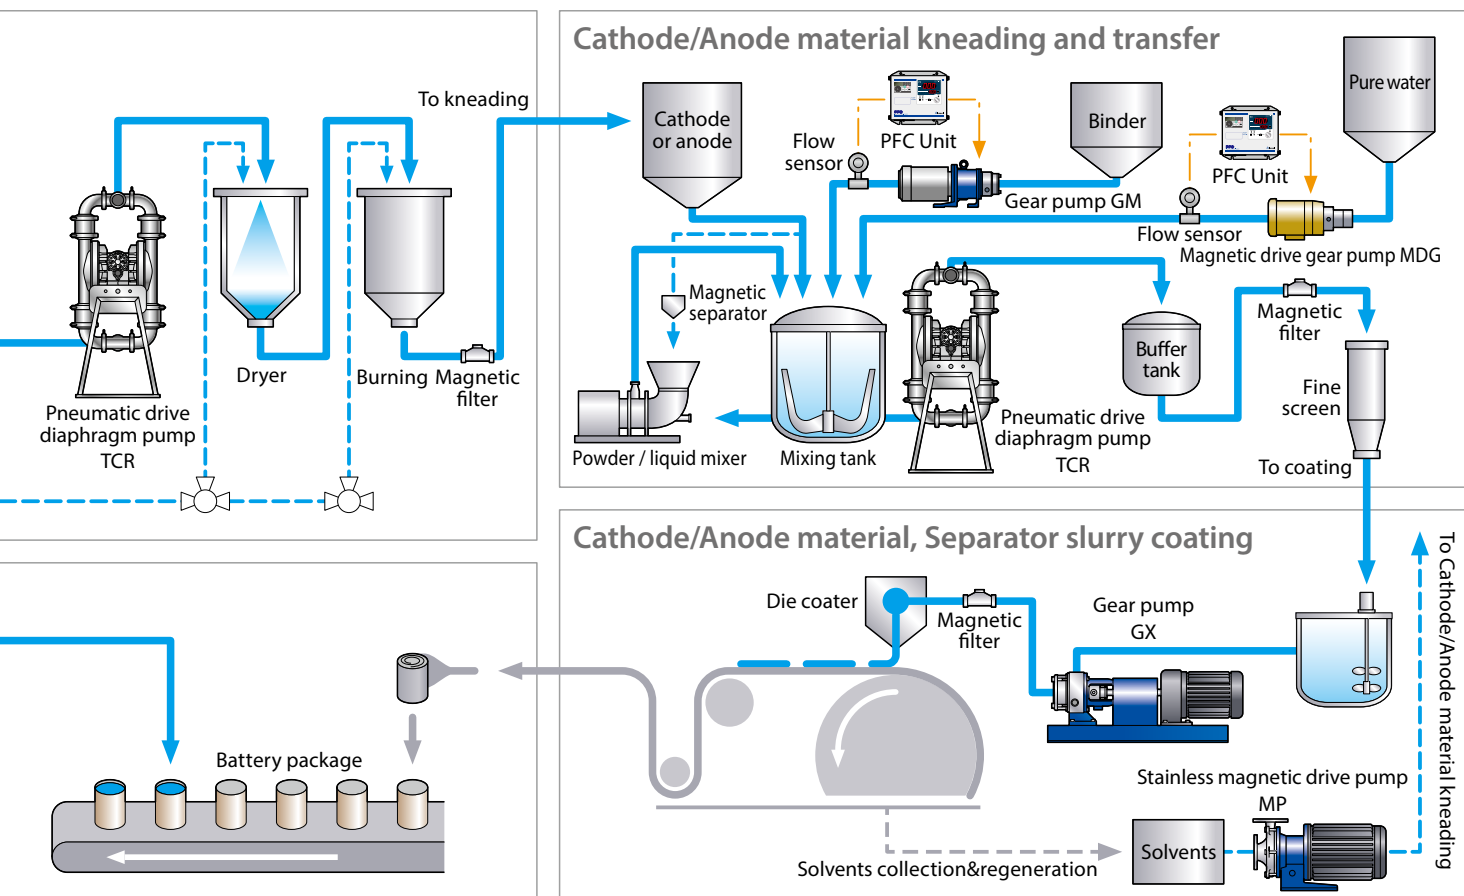 To kneading
Dryer
Burning
Magnetic
filter
Pneumatic drive
diaphragm pump
TCR
Cathode/Anode material kneading and transfer
Cathode
or anode
Flow
sensor
PFC Unit
Binder
Gear pump GM
Pure water
PFC Unit
Flow sensor
Magnetic drive gear pump MDG
Magnetic
separator
Powder / liquid mixer
Mixing tank
Pneumatic drive
diaphragm pump
TCR
Buffer
tank
Magnetic
filter
Fine
screen
To coating
Cathode/Anode material, Separator slurry coating
Die coater
Magnetic
filter
Gear pump
GX
To Cathode/Anode material kneading
Stainless magnetic drive pump
MP
Solvents
Solvents collection&regeneration
Battery package